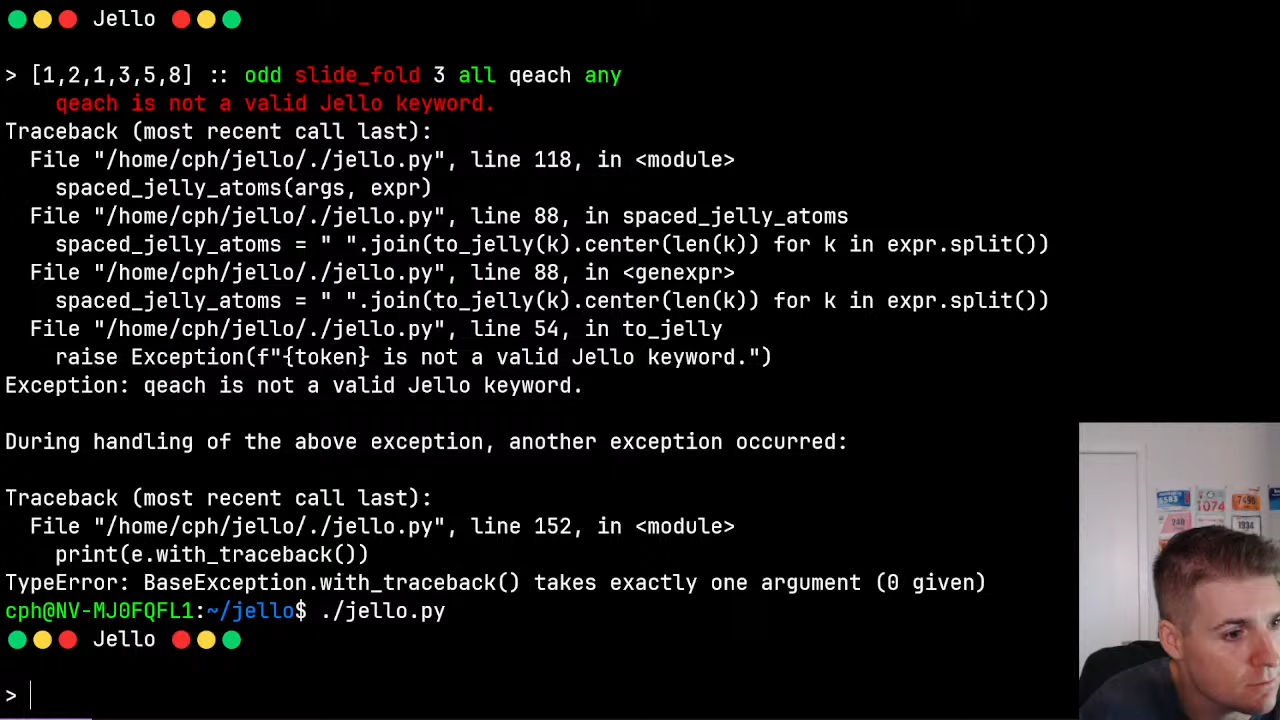 Jello
> [1,2,1,3,5,8] :: odd slide_fold 3 all qeach any
qeach is not a valid Jello keyword.
Traceback (most recent call last):
File "/home/cph/jello/./jello.py", line 118, in <module>
spaced_jelly_atoms(args, expr)
File "/home/cph/jello/./jello.py", line 88, in spaced_jelly_atoms
spaced_jelly_atoms = " ".join(to_jelly(k).center(len(k)) for k in expr.split())
File "/home/cph/jello/./jello.py", line 88, in <genexpr>
spaced_jelly_atoms = " ".join(to_jelly(k).center(len(k)) for k in expr.split())
File "/home/cph/jello/./jello.py", line 54, in to_jelly
raise Exception(f"{token} is not a valid Jello keyword.")
Exception: qeach is not a valid Jello keyword.
During handling of the above exception, another exception occurred:
Traceback (most recent call last):
File "/home/cph/jello/./jello.py", line 152, in <module>
print(e.with_traceback())
TypeError: BaseException.with_traceback() takes exactly one argument (0 given)
cph@NV-MJ0FQFL1:~/jello$ ./jello.py
Jello
>
1074
7490
1934